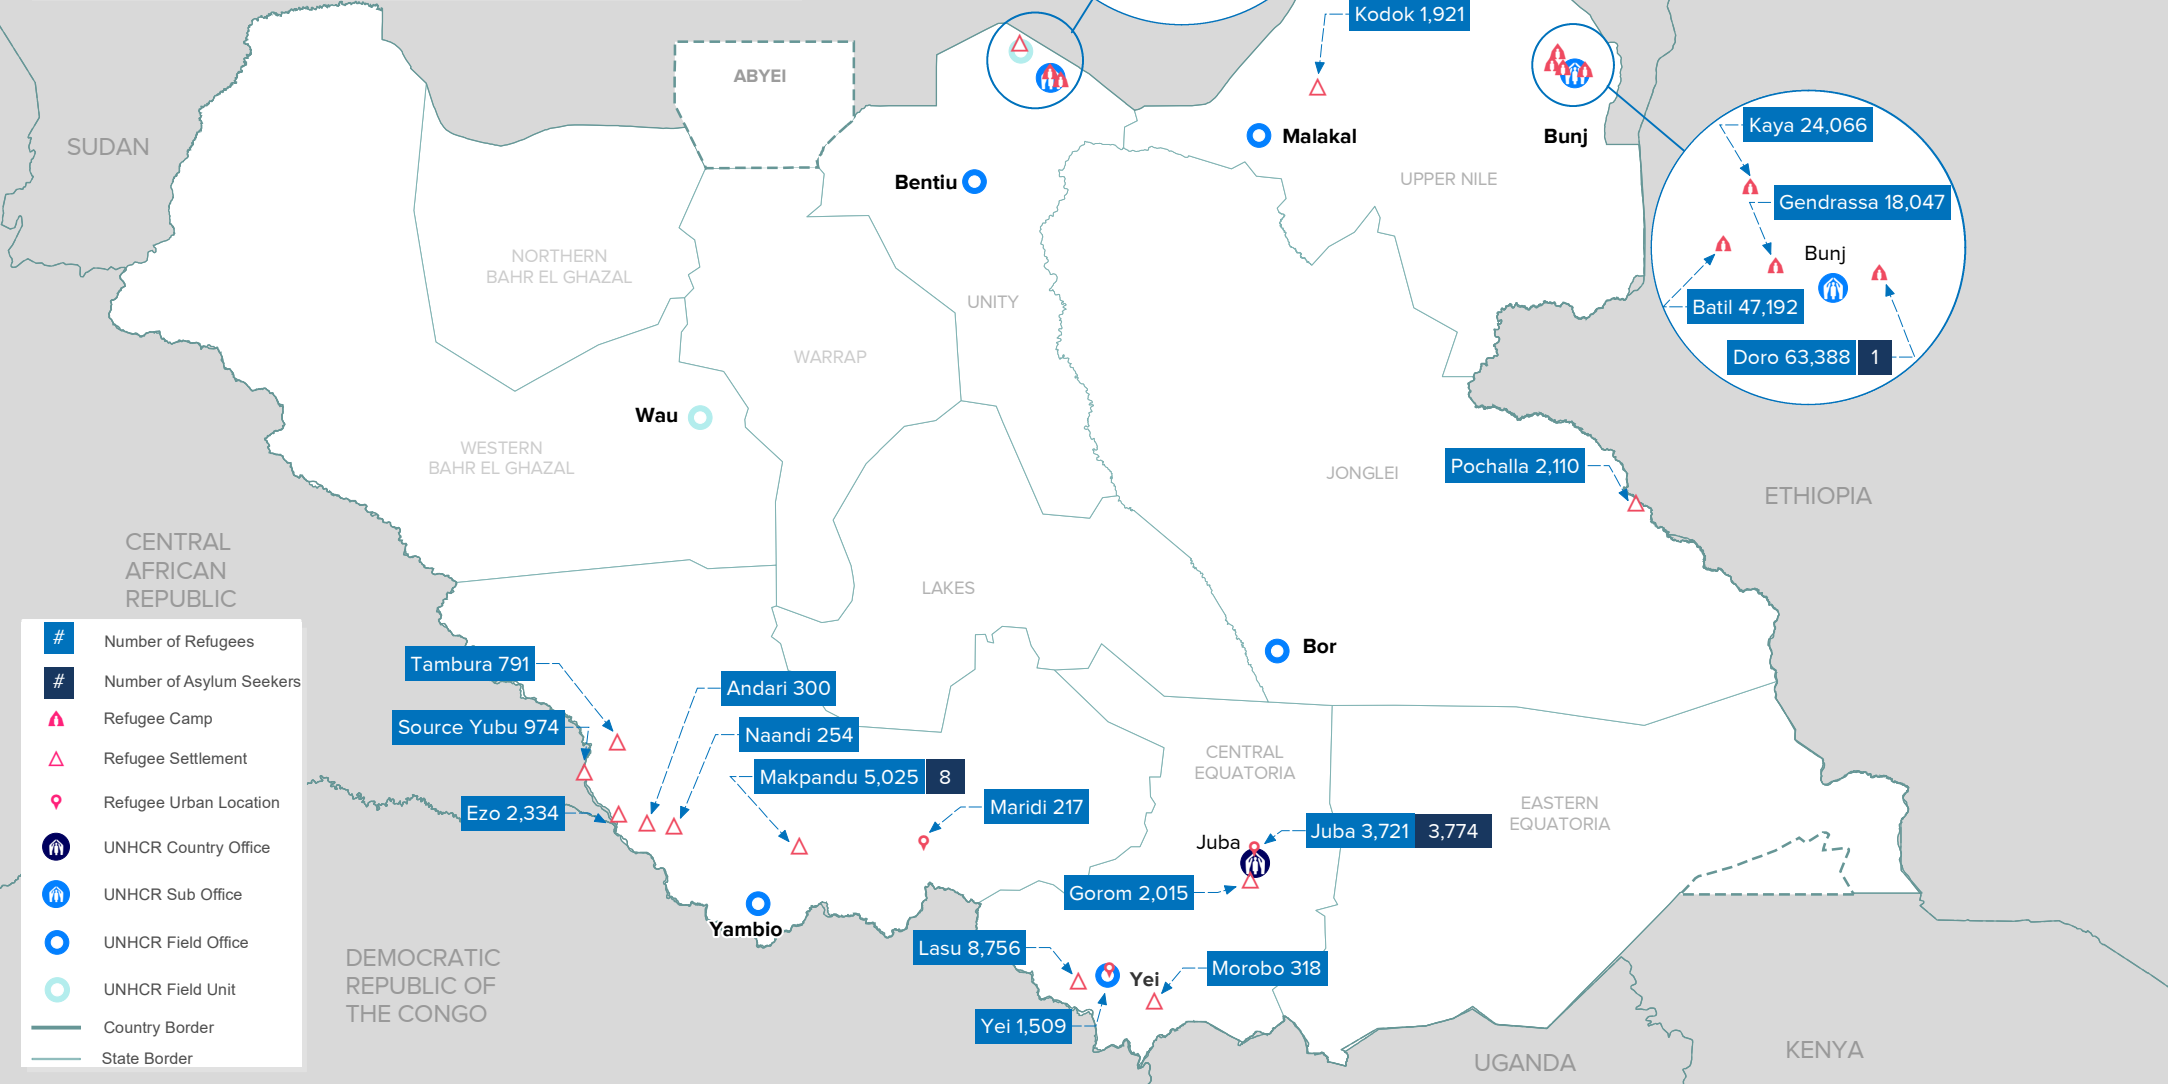 Kodok 1,921
ABYEI
SUDAN
Malakal
Bunj
Kaya 24,066
Bentiu
UPPER NILE
Gendrassa 18,047
Bunj
NORTHERN
BAHR EL GHAZAL
UNITY
Batil 47,192
WARRAP
Doro 63,388 1
Wau
WESTERN
BAHR EL GHAZAL
JONGLEI
Pochalla 2,110
ETHIOPIA
CENTRAL
AFRICAN
REPUBLIC
LAKES
Bor
# Number of Refugees
# Number of Asylum Seekers
Refugee Camp
Refugee Settlement
Refugee Urban Location
UNHCR Country Office
UNHCR Sub Office
UNHCR Field Office
UNHCR Field Unit
Country Border
State Border
Tambura 791
Andari 300
Source Yubu 974
Naandi 254
Makpandu 5,025 8
CENTRAL
EQUATORIA
Maridi 217
Ezo 2,334
EASTERN
EQUATORIA
Juba
Juba 3,721 3,774
Gorom 2,015
Yambio
Lasu 8,756
Morobo 318
Yei
Yei 1,509
DEMOCRATIC
REPUBLIC OF
THE CONGO
UGANDA
KENYA